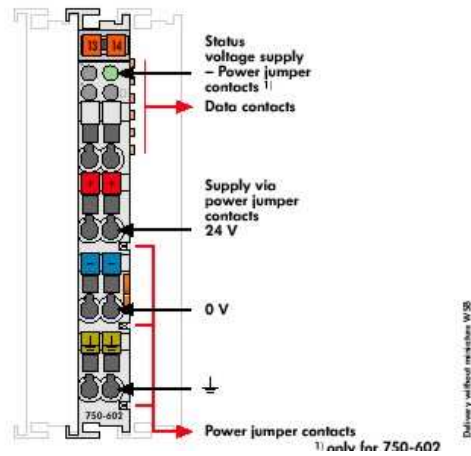 13 14
Status
voltage supply
– Power jumper
contacts 1)
Data contacts
+ +
Supply via
power jumper
contacts
24 V
– –
0 V
750-602
Power jumper contacts
1) only for 750-602
Delivery without miniature WSB